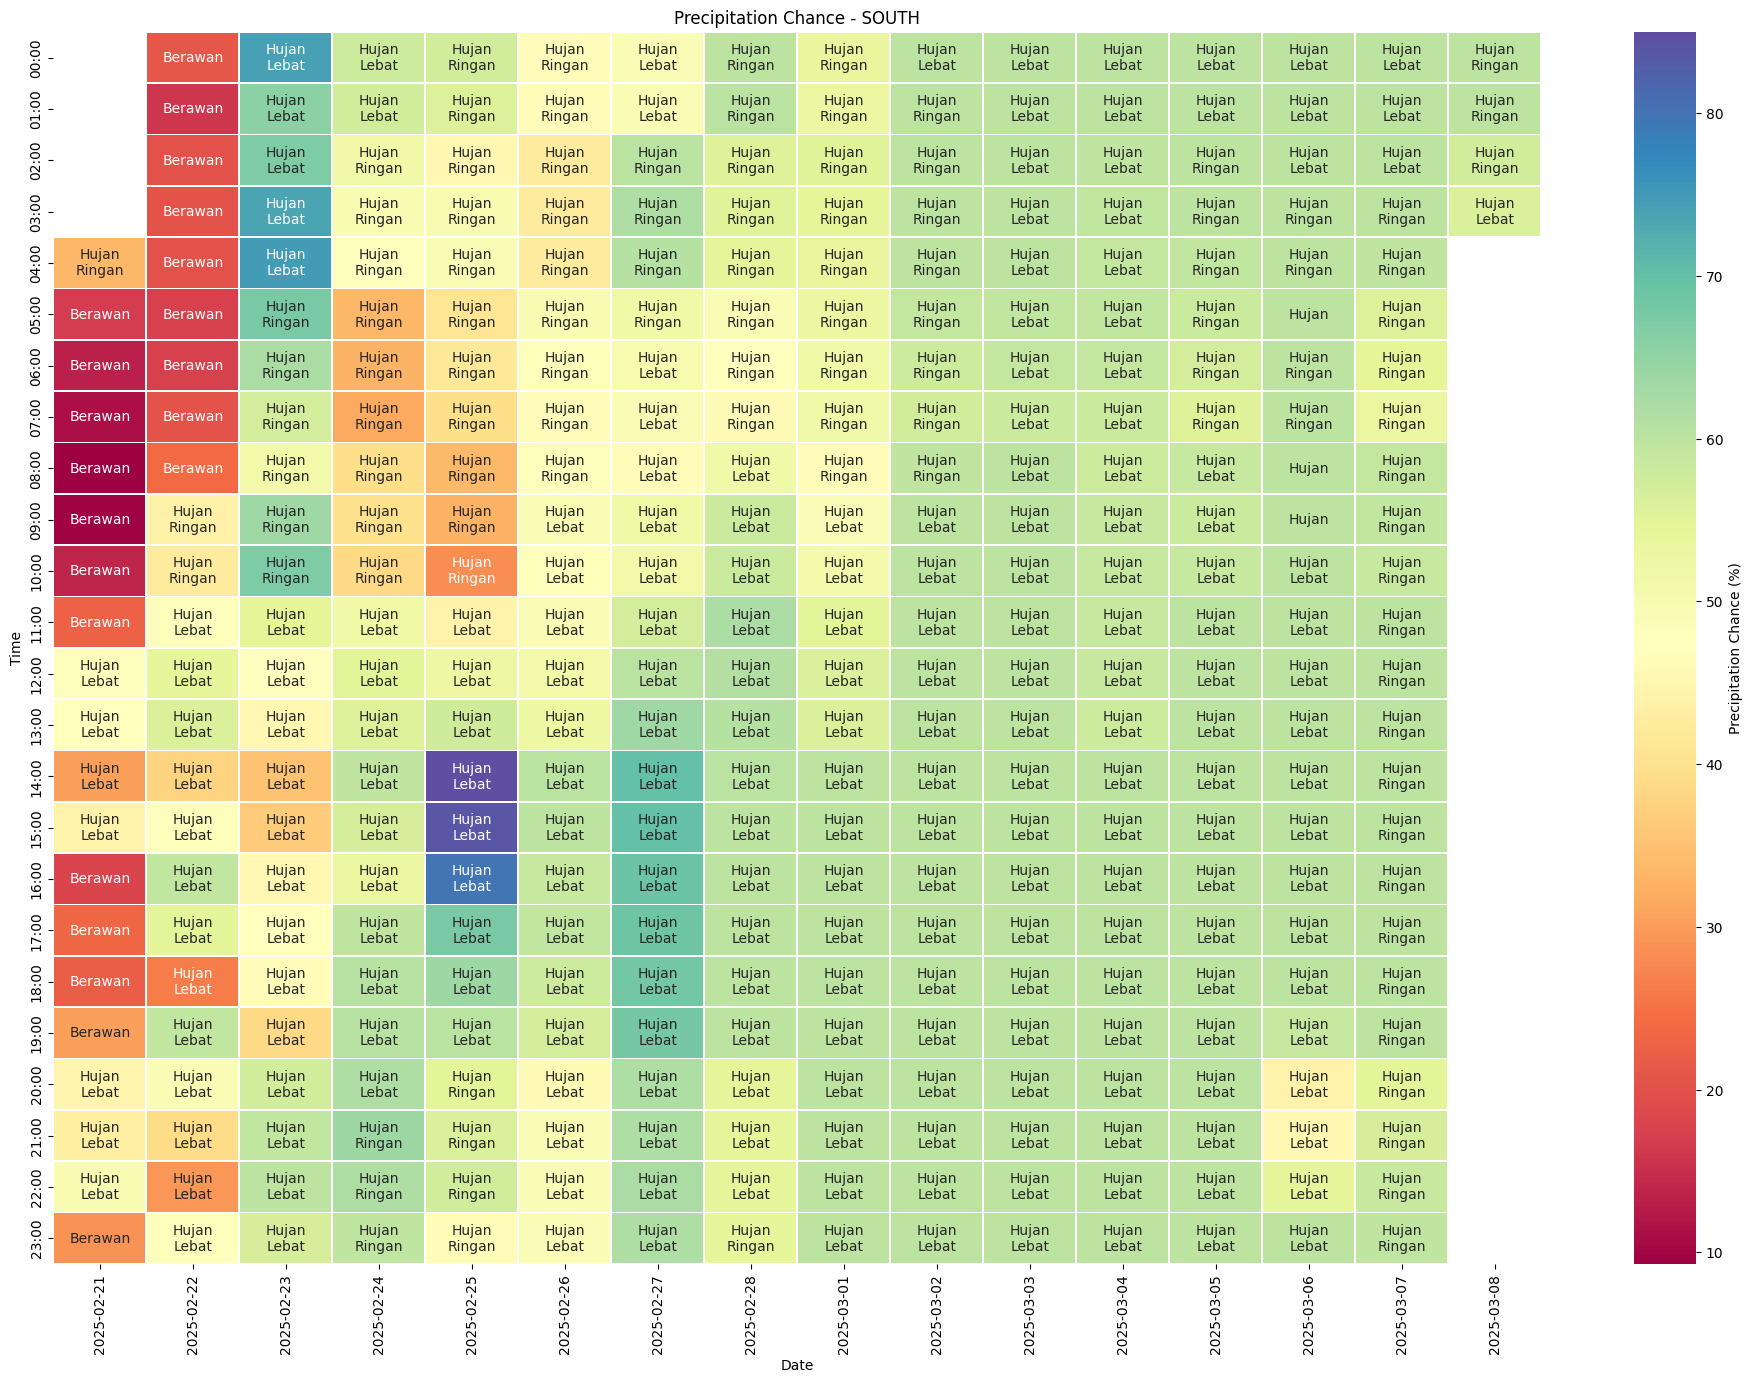 Precipitation Chance - SOUTH
00:00 Berawan Hujan Lebat Hujan Lebat Hujan Ringan Hujan Ringan Hujan Lebat Hujan Ringan Hujan Ringan Hujan Lebat Hujan Lebat Hujan Lebat Hujan Lebat Hujan Lebat Hujan Lebat Hujan Ringan
01:00 Berawan Hujan Lebat Hujan Lebat Hujan Ringan Hujan Ringan Hujan Lebat Hujan Ringan Hujan Ringan Hujan Ringan Hujan Lebat Hujan Lebat Hujan Lebat Hujan Lebat Hujan Lebat Hujan Ringan
02:00 Berawan Hujan Lebat Hujan Ringan Hujan Ringan Hujan Ringan Hujan Ringan Hujan Ringan Hujan Ringan Hujan Ringan Hujan Lebat Hujan Lebat Hujan Ringan Hujan Lebat Hujan Lebat Hujan Ringan
03:00 Berawan Hujan Lebat Hujan Ringan Hujan Ringan Hujan Ringan Hujan Ringan Hujan Ringan Hujan Ringan Hujan Ringan Hujan Lebat Hujan Lebat Hujan Ringan Hujan Ringan Hujan Ringan Hujan Lebat
04:00 Hujan Ringan Berawan Hujan Lebat Hujan Ringan Hujan Ringan Hujan Ringan Hujan Ringan Hujan Ringan Hujan Ringan Hujan Ringan Hujan Lebat Hujan Lebat Hujan Ringan Hujan Ringan Hujan Ringan
05:00 Berawan Berawan Hujan Ringan Hujan Ringan Hujan Ringan Hujan Ringan Hujan Ringan Hujan Ringan Hujan Ringan Hujan Ringan Hujan Lebat Hujan Lebat Hujan Ringan Hujan Hujan Ringan
06:00 Berawan Berawan Hujan Ringan Hujan Ringan Hujan Ringan Hujan Ringan Hujan Lebat Hujan Ringan Hujan Ringan Hujan Ringan Hujan Lebat Hujan Lebat Hujan Ringan Hujan Ringan Hujan Ringan
07:00 Berawan Berawan Hujan Ringan Hujan Ringan Hujan Ringan Hujan Ringan Hujan Lebat Hujan Ringan Hujan Ringan Hujan Ringan Hujan Lebat Hujan Lebat Hujan Ringan Hujan Ringan Hujan Ringan
08:00 Berawan Berawan Hujan Ringan Hujan Ringan Hujan Ringan Hujan Ringan Hujan Lebat Hujan Lebat Hujan Ringan Hujan Ringan Hujan Lebat Hujan Lebat Hujan Lebat Hujan Hujan Ringan
09:00 Berawan Hujan Ringan Hujan Ringan Hujan Ringan Hujan Ringan Hujan Lebat Hujan Lebat Hujan Lebat Hujan Lebat Hujan Lebat Hujan Lebat Hujan Lebat Hujan Lebat Hujan Hujan Ringan
10:00 Berawan Hujan Ringan Hujan Ringan Hujan Ringan Hujan Ringan Hujan Lebat Hujan Lebat Hujan Lebat Hujan Lebat Hujan Lebat Hujan Lebat Hujan Lebat Hujan Lebat Hujan Lebat Hujan Ringan
11:00 Berawan Hujan Lebat Hujan Lebat Hujan Lebat Hujan Lebat Hujan Lebat Hujan Lebat Hujan Lebat Hujan Lebat Hujan Lebat Hujan Lebat Hujan Lebat Hujan Lebat Hujan Lebat Hujan Ringan
12:00 Hujan Lebat Hujan Lebat Hujan Lebat Hujan Lebat Hujan Lebat Hujan Lebat Hujan Lebat Hujan Lebat Hujan Lebat Hujan Lebat Hujan Lebat Hujan Lebat Hujan Lebat Hujan Lebat Hujan Ringan
13:00 Hujan Lebat Hujan Lebat Hujan Lebat Hujan Lebat Hujan Lebat Hujan Lebat Hujan Lebat Hujan Lebat Hujan Lebat Hujan Lebat Hujan Lebat Hujan Lebat Hujan Lebat Hujan Lebat Hujan Ringan
14:00 Hujan Lebat Hujan Lebat Hujan Lebat Hujan Lebat Hujan Lebat Hujan Lebat Hujan Lebat Hujan Lebat Hujan Lebat Hujan Lebat Hujan Lebat Hujan Lebat Hujan Lebat Hujan Lebat Hujan Ringan
15:00 Hujan Lebat Hujan Lebat Hujan Lebat Hujan Lebat Hujan Lebat Hujan Lebat Hujan Lebat Hujan Lebat Hujan Lebat Hujan Lebat Hujan Lebat Hujan Lebat Hujan Lebat Hujan Lebat Hujan Ringan
16:00 Berawan Hujan Lebat Hujan Lebat Hujan Lebat Hujan Lebat Hujan Lebat Hujan Lebat Hujan Lebat Hujan Lebat Hujan Lebat Hujan Lebat Hujan Lebat Hujan Lebat Hujan Lebat Hujan Ringan
17:00 Berawan Hujan Lebat Hujan Lebat Hujan Lebat Hujan Lebat Hujan Lebat Hujan Lebat Hujan Lebat Hujan Lebat Hujan Lebat Hujan Lebat Hujan Lebat Hujan Lebat Hujan Lebat Hujan Ringan
18:00 Berawan Hujan Lebat Hujan Lebat Hujan Lebat Hujan Lebat Hujan Lebat Hujan Lebat Hujan Lebat Hujan Lebat Hujan Lebat Hujan Lebat Hujan Lebat Hujan Lebat Hujan Lebat Hujan Ringan
19:00 Berawan Hujan Lebat Hujan Lebat Hujan Lebat Hujan Lebat Hujan Lebat Hujan Lebat Hujan Lebat Hujan Lebat Hujan Lebat Hujan Lebat Hujan Lebat Hujan Lebat Hujan Lebat Hujan Ringan
20:00 Hujan Lebat Hujan Lebat Hujan Lebat Hujan Lebat Hujan Ringan Hujan Lebat Hujan Lebat Hujan Lebat Hujan Lebat Hujan Lebat Hujan Lebat Hujan Lebat Hujan Lebat Hujan Lebat Hujan Ringan
21:00 Hujan Lebat Hujan Lebat Hujan Lebat Hujan Ringan Hujan Ringan Hujan Lebat Hujan Lebat Hujan Lebat Hujan Lebat Hujan Lebat Hujan Lebat Hujan Lebat Hujan Lebat Hujan Lebat Hujan Ringan
22:00 Hujan Lebat Hujan Lebat Hujan Lebat Hujan Ringan Hujan Ringan Hujan Lebat Hujan Lebat Hujan Lebat Hujan Lebat Hujan Lebat Hujan Lebat Hujan Lebat Hujan Lebat Hujan Lebat Hujan Ringan
23:00 Berawan Hujan Lebat Hujan Lebat Hujan Ringan Hujan Ringan Hujan Lebat Hujan Lebat Hujan Ringan Hujan Lebat Hujan Lebat Hujan Lebat Hujan Lebat Hujan Lebat Hujan Lebat Hujan Ringan
Time
2025-02-21 2025-02-22 2025-02-23 2025-02-24 2025-02-25 2025-02-26 2025-02-27 2025-02-28 2025-03-01 2025-03-02 2025-03-03 2025-03-04 2025-03-05 2025-03-06 2025-03-07 2025-03-08
Date
80
70
60
50
40
30
20
10
Precipitation Chance (%)